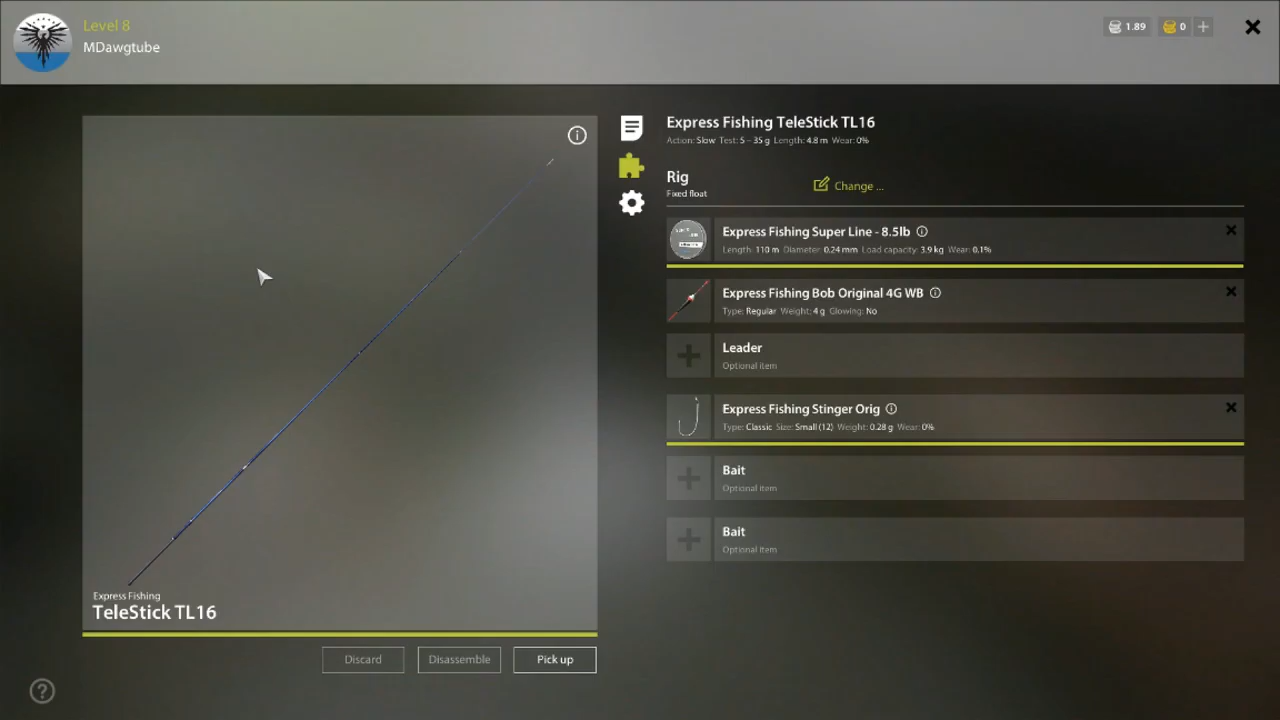 Level 8
MDawgtube
1.89
0
Express Fishing TeleStick TL16
Action: Slow Test: 5 – 35 g Length: 4.8 m Wear: 0%
Rig
Fixed float
Change ...
Express Fishing Super Line - 8.5lb
Length: 110 m Diameter: 0.24 mm Load capacity: 3.9 kg Wear: 0.1%
Express Fishing Bob Original 4G WB
Type: Regular Weight: 4 g Glowing: No
Leader
Optional item
Express Fishing Stinger Orig
Type: Classic Size: Small (12) Weight: 0.28 g Wear: 0%
Bait
Optional item
Bait
Optional item
Express Fishing
TeleStick TL16
Discard
Disassemble
Pick up